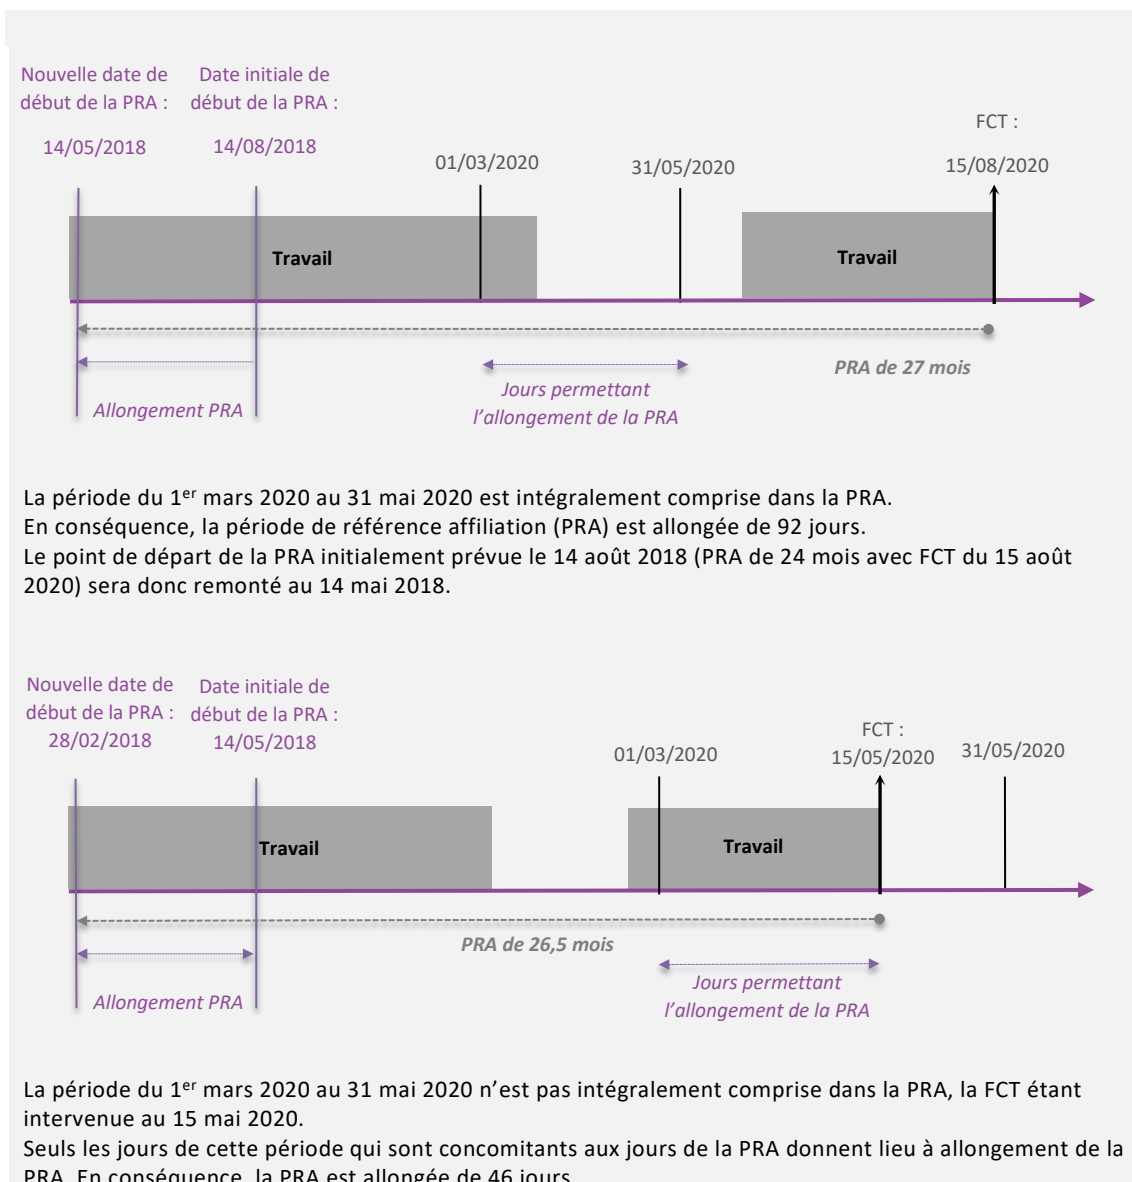 Nouvelle date de
début de la PRA :
14/05/2018
Date initiale de
début de la PRA :
14/08/2018
01/03/2020
31/05/2020
FCT :
15/08/2020
Travail
Travail
PRA de 27 mois
Allongement PRA
Jours permettant
l’allongement de la PRA
La période du 1er mars 2020 au 31 mai 2020 est intégralement comprise dans la PRA.
En conséquence, la période de référence affiliation (PRA) est allongée de 92 jours.
Le point de départ de la PRA initialement prévue le 14 août 2018 (PRA de 24 mois avec FCT du 15 août
2020) sera donc remonté au 14 mai 2018.
Nouvelle date de
début de la PRA :
28/02/2018
Date initiale de
début de la PRA :
14/05/2018
01/03/2020
FCT :
15/05/2020
31/05/2020
Travail
Travail
PRA de 26,5 mois
Allongement PRA
Jours permettant
l’allongement de la PRA
La période du 1er mars 2020 au 31 mai 2020 n’est pas intégralement comprise dans la PRA, la FCT étant
intervenue au 15 mai 2020.
Seuls les jours de cette période qui sont concomitants aux jours de la PRA donnent lieu à allongement de la
PRA. En conséquence, la PRA est allongée de 46 jours